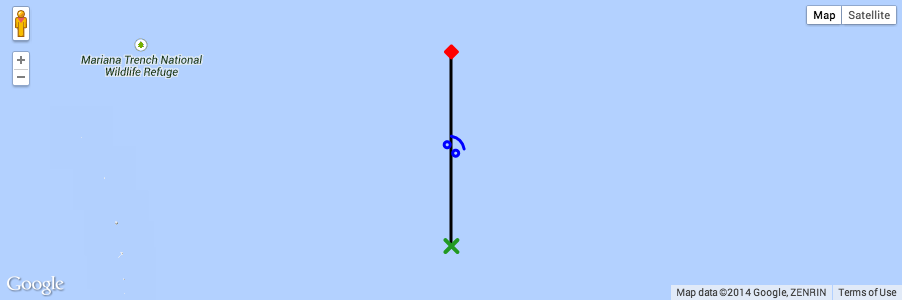 Map Satellite
+
Mariana Trench National
Wildlife Refuge
−
Google
Map data ©2014 Google, ZENRIN Terms of Use